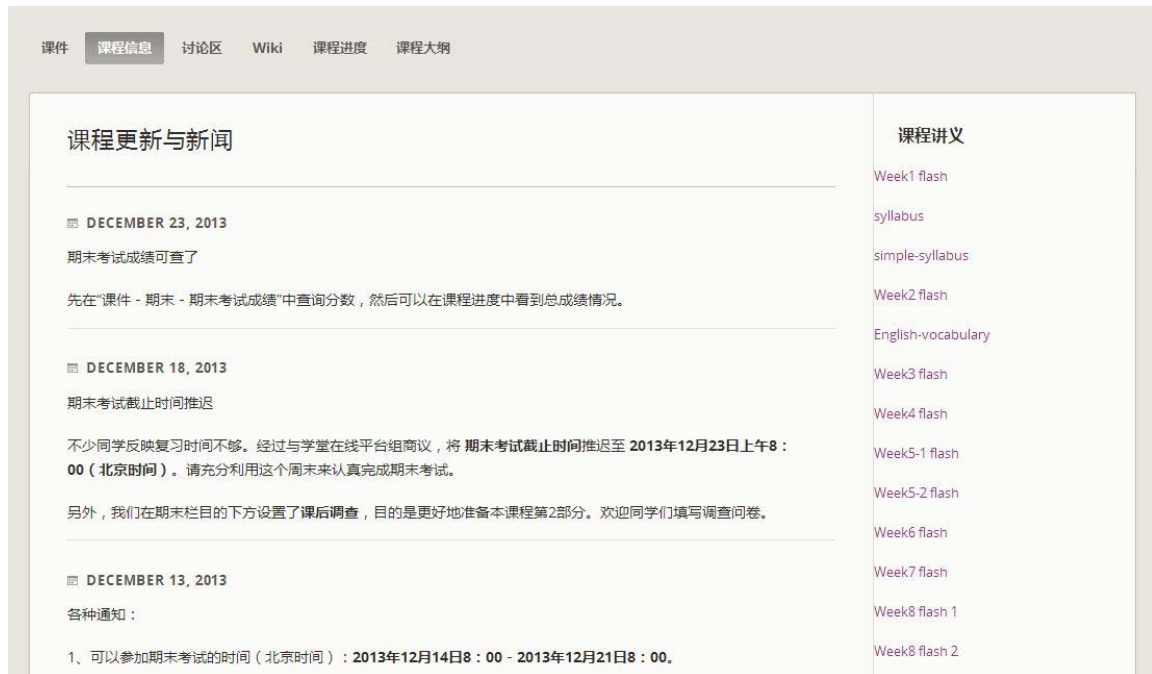 课件 课程信息 讨论区 Wiki 课程进度 课程大纲
课程更新与新闻
DECEMBER 23, 2013
期末考试成绩可查了
先在“课件 - 期末 - 期末考试成绩”中查询分数，然后可以在课程进度中看到总成绩情况。
DECEMBER 18, 2013
期末考试截止时间推迟
不少同学反映复习时间不够。经过与学堂在线平台组商议，将 期末考试截止时间推迟至 2013年12月23日上午8：
00（北京时间）。请充分利用这个周末来认真完成期末考试。
另外，我们在期末栏目的下方设置了课后调查，目的是更好地准备本课程第2部分。欢迎同学们填写调查问卷。
DECEMBER 13, 2013
各种通知：
1、可以参加期末考试的时间（北京时间）：2013年12月14日8：00 - 2013年12月21日8：00。
课程讲义
Week1 flash
syllabus
simple-syllabus
Week2 flash
English-vocabulary
Week3 flash
Week4 flash
Week5-1 flash
Week5-2 flash
Week6 flash
Week7 flash
Week8 flash 1
Week8 flash 2